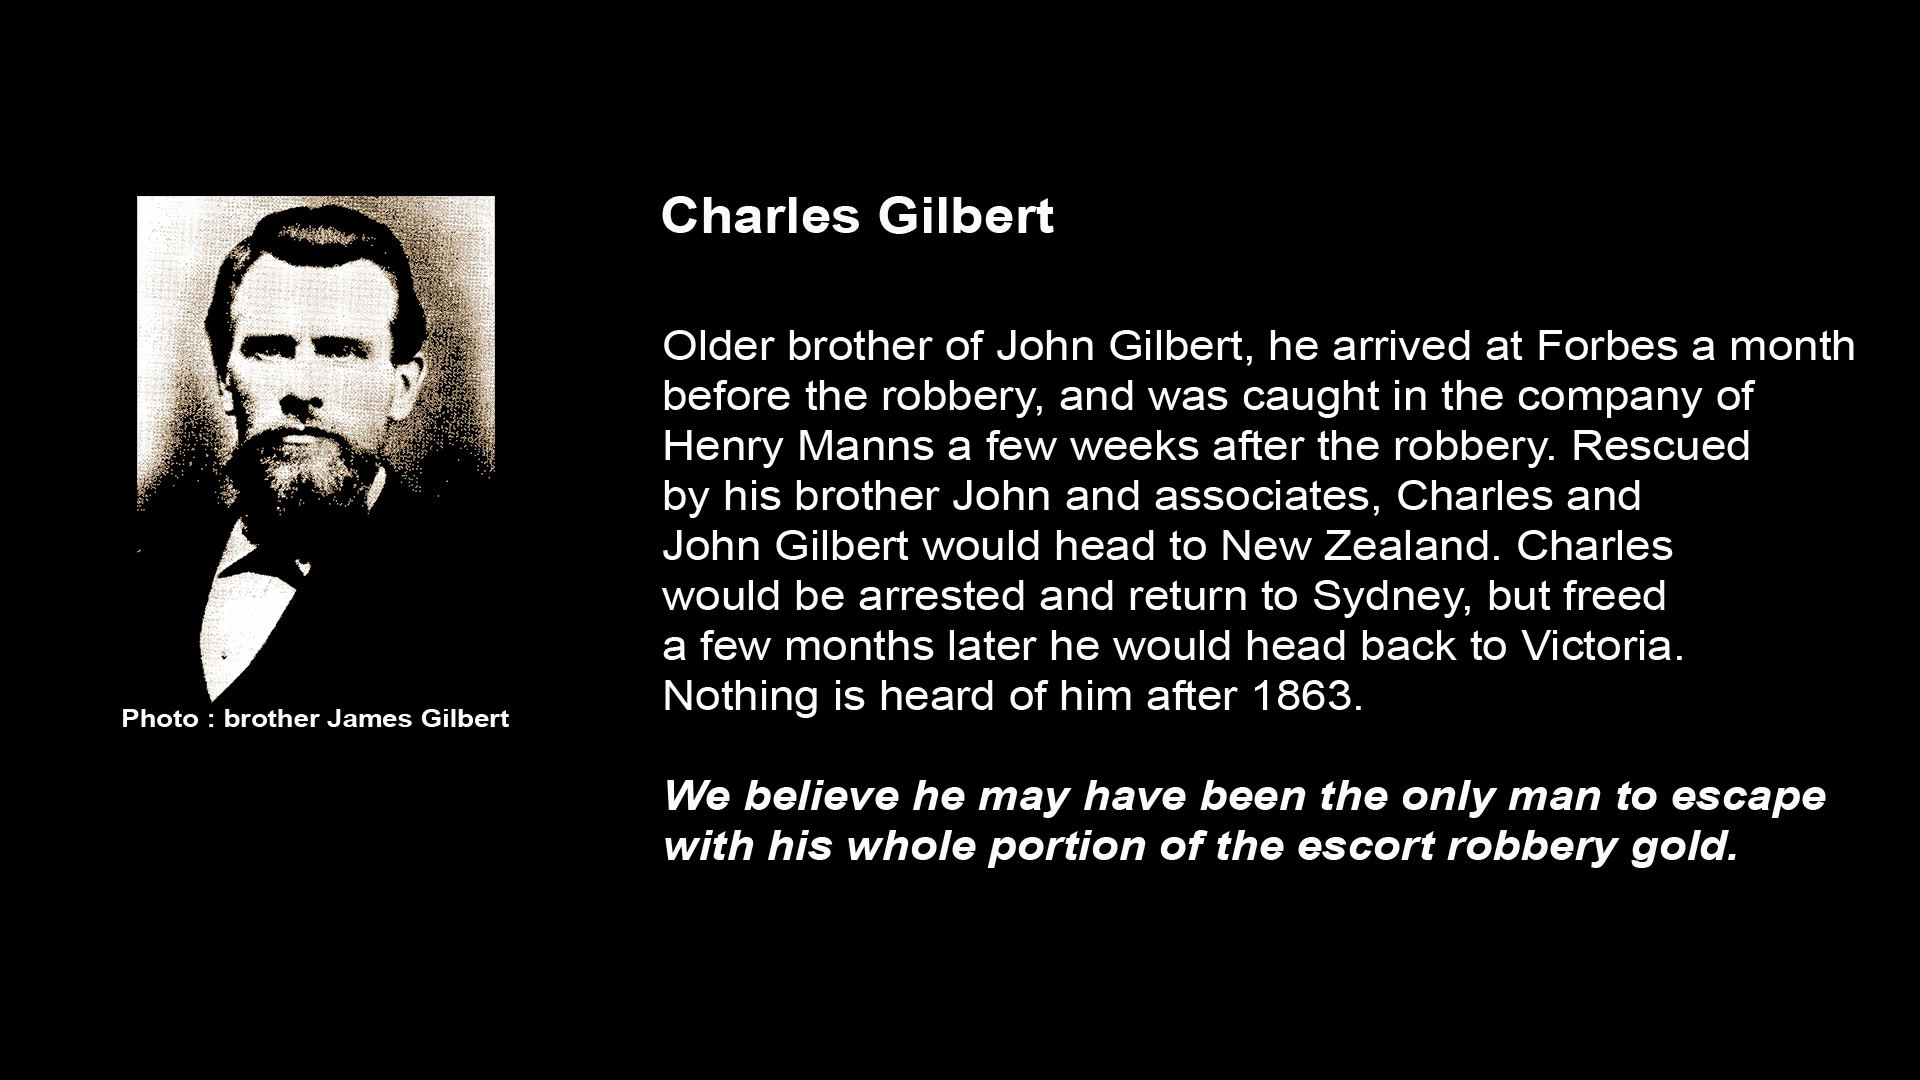 Charles Gilbert
Older brother of John Gilbert, he arrived at Forbes a month
before the robbery, and was caught in the company of
Henry Manns a few weeks after the robbery. Rescued
by his brother John and associates, Charles and
John Gilbert would head to New Zealand. Charles
would be arrested and return to Sydney, but freed
a few months later he would head back to Victoria.
Nothing is heard of him after 1863.
We believe he may have been the only man to escape
with his whole portion of the escort robbery gold.
Photo : brother James Gilbert